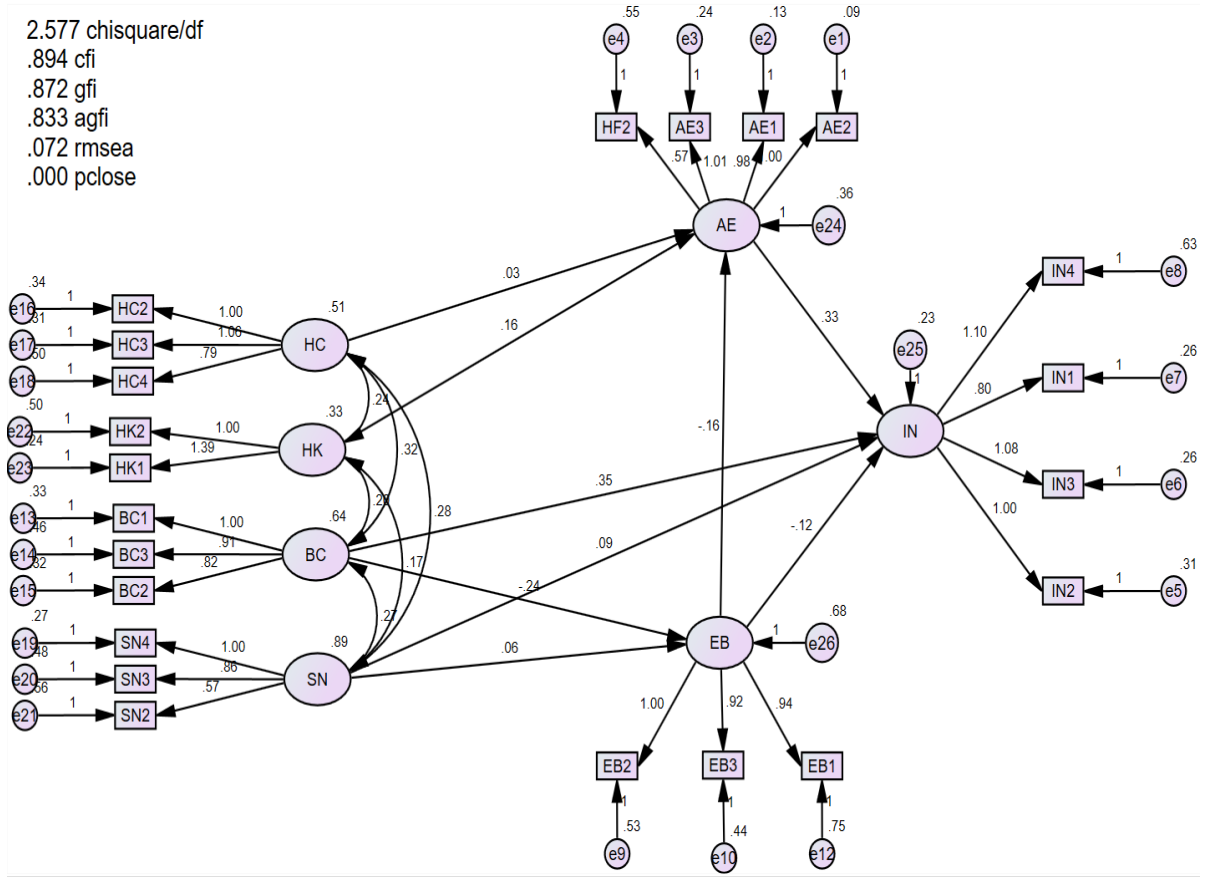 2.577 chisquare/df
.894 cfi
.872 gfi
.833 agfi
.072 rmsea
.000 pclose
.55 .24 .13 .09
e4 e3 e2 e1
1 1 1 1
HF2 AE3 AE1 AE2
.57 1.01 .98 .00
.36
AE 1 e24
.63
IN4 1 e8
.03
.34
e16 1 HC2 1.00 .51
.31
e17 1 HC3 1.06 HC
.50
e18 1 HC4 .79
.16 .33 .23 1.10
e25
1
.26
IN1 1 e7
.80
.24
.50 .33
e22 1 HK2 1.00
.24
e23 1 HK1 1.39 HK
.32 -.16 IN
1.08 .26
IN3 1 e6
.35 1.00
.33
e13 1 BC1 1.00 .64 .28
.46
e14 1 BC3 .91 BC
.32
e15 1 BC2 .82
.09 -.12
.17 -.24
.31
IN2 1 e5
.27
.27
e19 1 SN4 1.00 .89
.48
e20 1 SN3 .86 SN
.56
e21 1 SN2 .57
.06 EB 1 e26 .68
1.00 .92 .94
EB2 EB3 EB1
1 1 1
.53 .44 .75
e9 e10 e12